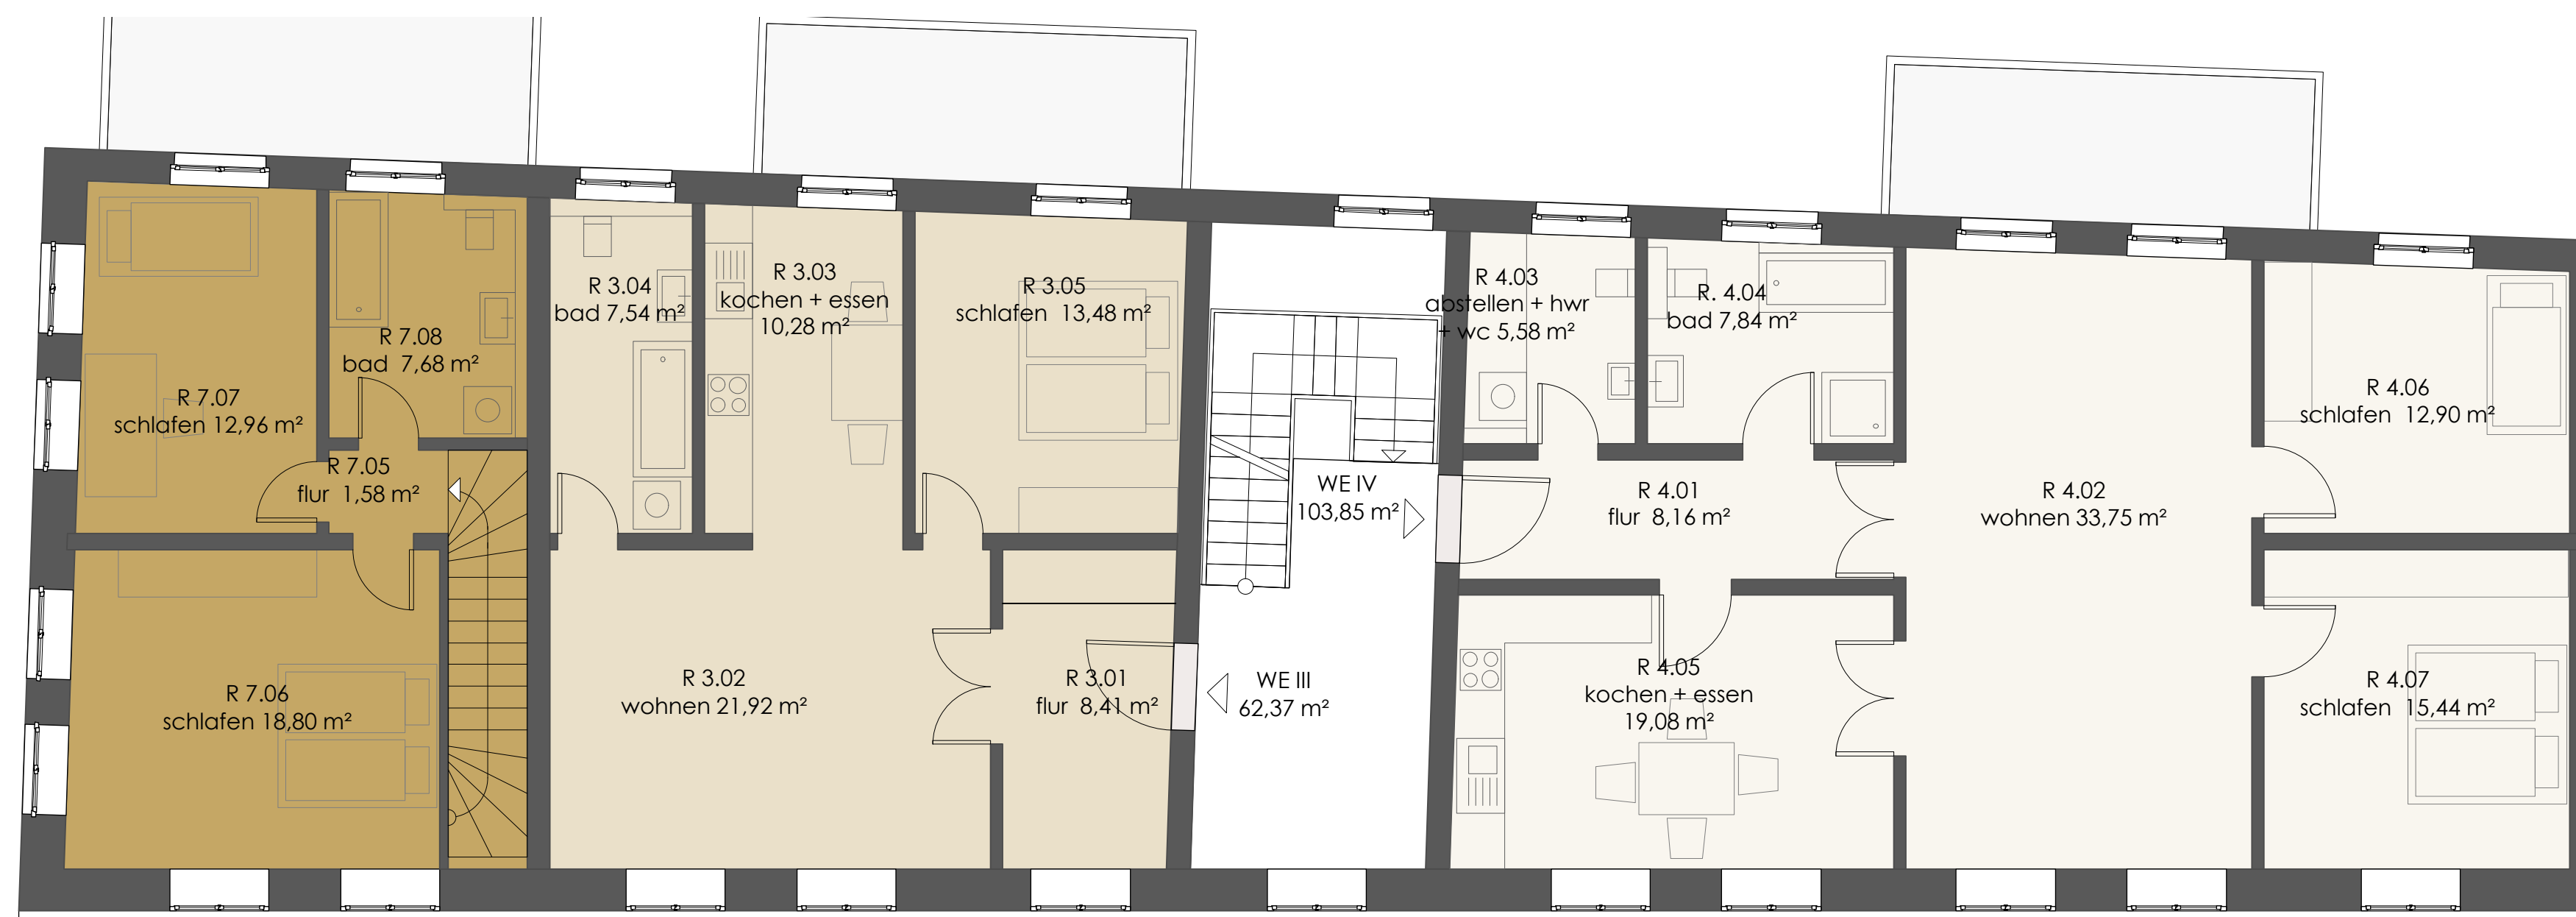 R 7.07
schlafen 12,96 m²
R 7.08
bad 7,68 m²
R 7.05
flur 1,58 m²
R 7.06
schlafen 18,80 m²
R 3.04
bad 7,54 m²
R 3.03
kochen + essen
10,28 m²
R 3.05
schlafen 13,48 m²
R 3.02
wohnen 21,92 m²
R 3.01
flur 8,41 m²
WE IV
103,85 m²
WE III
62,37 m²
R 4.03
abstellen + hwr
+ wc 5,58 m²
R. 4.04
bad 7,84 m²
R 4.01
flur 8,16 m²
R 4.05
kochen + essen
19,08 m²
R 4.02
wohnen 33,75 m²
R 4.06
schlafen 12,90 m²
R 4.07
schlafen 15,44 m²